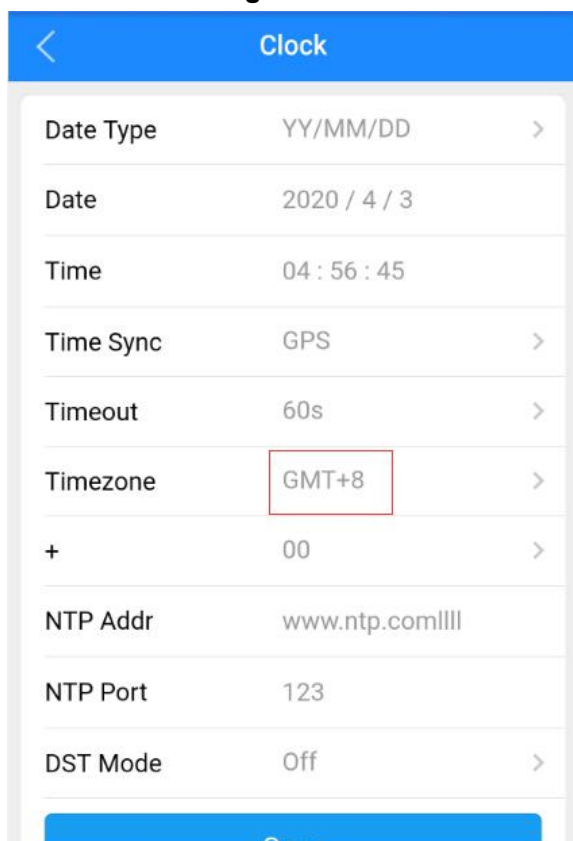 Clock
Date Type YY/MM/DD
Date 2020 / 4 / 3
Time 04 : 56 : 45
Time Sync GPS
Timeout 60s
Timezone GMT+8
+ 00
NTP Addr www.ntp.comllll
NTP Port 123
DST Mode Off